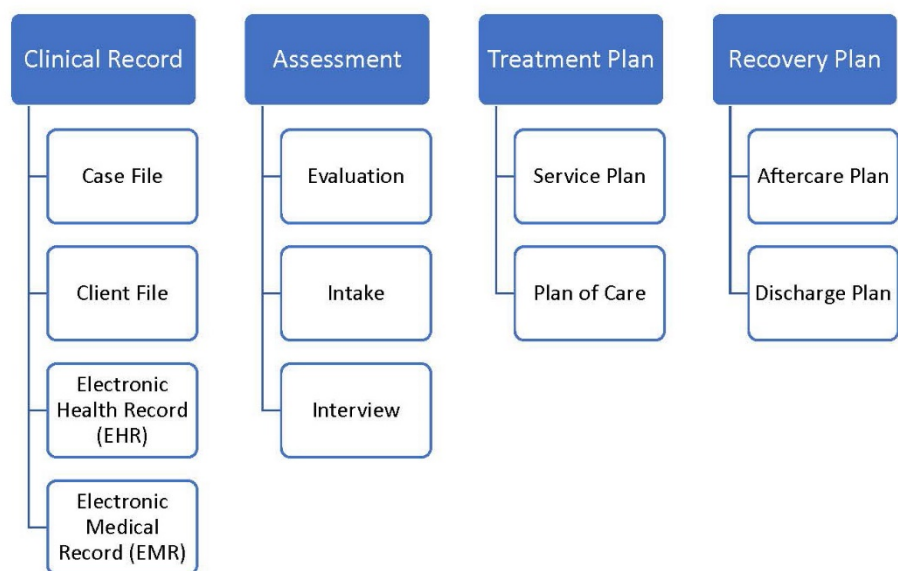 Clinical Record
Case File
Client File
Electronic
Health Record
(EHR)
Electronic
Medical
Record (EMR)
Assessment
Evaluation
Intake
Interview
Treatment Plan
Service Plan
Plan of Care
Recovery Plan
Aftercare Plan
Discharge Plan